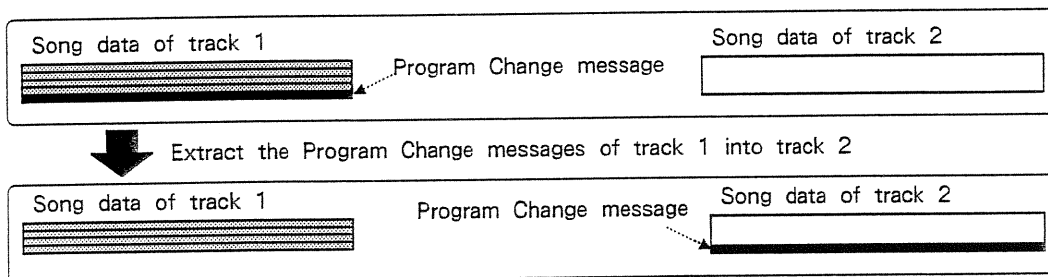 Song data of track 1
Song data of track 2
Program Change message
Extract the Program Change messages of track 1 into track 2
Song data of track 1
Song data of track 2
Program Change message